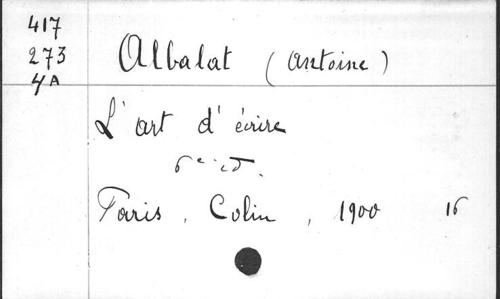 417
273
4A
Albalat (Antoine)
L'art d'écrire
6e éd.
Paris, Colin, 1900 16